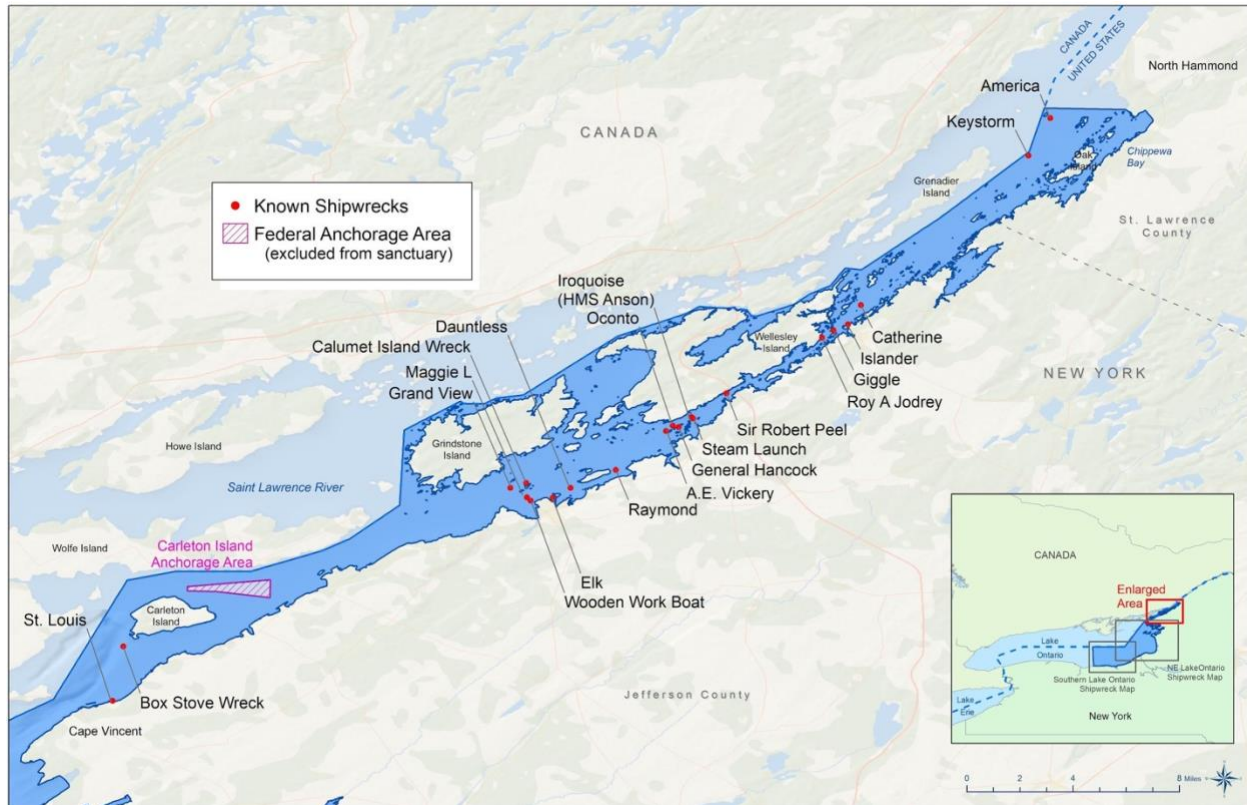 CANADA
UNITED STATES
North Hammond
America
Keystorm
CANADA
Oak
Island
Chippewa
Bay
Grenadier
Island
St. Lawrence
County
Known Shipwrecks
Federal Anchorage Area
(excluded from sanctuary)
Iroquoise
(HMS Anson)
Oconto
Dauntless
Calumet Island Wreck
Maggie L
Grand View
Wellesley
Island
Catherine
Islander
Giggle
Roy A Jodrey
NEW YORK
Sir Robert Peel
Steam Launch
General Hancock
A.E. Vickery
Raymond
Grindstone
Island
Howe Island
Saint Lawrence River
Wolfe Island
Carleton Island
Anchorage Area
Elk
Wooden Work Boat
Carleton
Island
St. Louis
Box Stove Wreck
Cape Vincent
Jefferson County
CANADA
Enlarged
Area
Lake
Ontario
NE LakeOntario
Shipwreck Map
Southern Lake Ontario
Shipwreck Map
Lake
Erie
New York
0 2 4 8 Miles